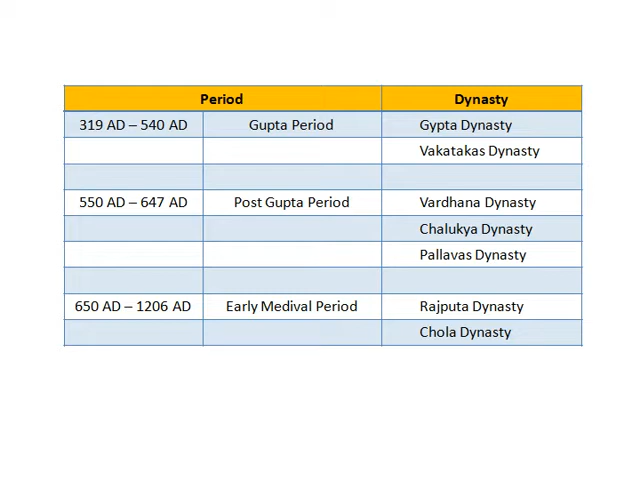 Period Dynasty
319 AD – 540 AD Gupta Period Gypta Dynasty
Vakatakas Dynasty
550 AD – 647 AD Post Gupta Period Vardhana Dynasty
Chalukya Dynasty
Pallavas Dynasty
650 AD – 1206 AD Early Medival Period Rajputa Dynasty
Chola Dynasty